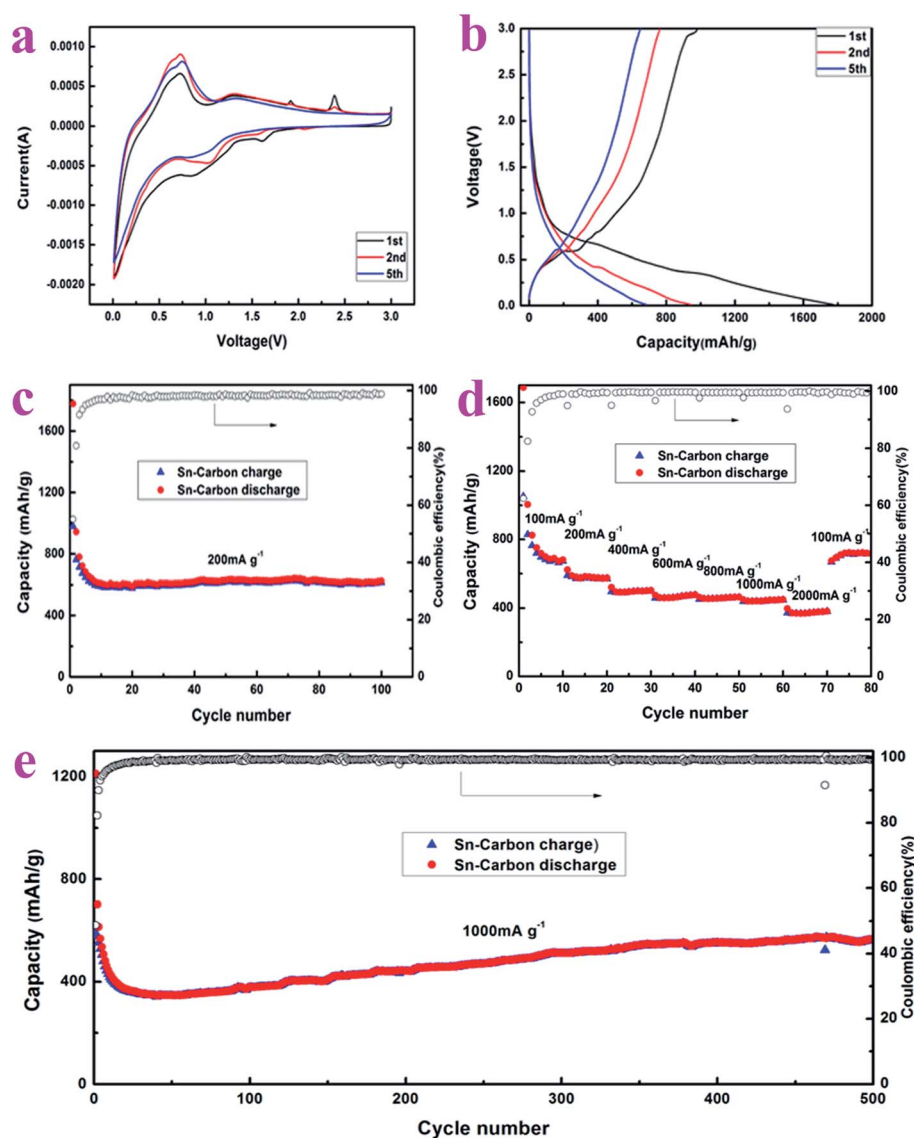 a
0.0010
0.0005
0.0000
-0.0005
-0.0010
-0.0015
-0.0020
Current(A)
1st
2nd
5th
0.0 0.5 1.0 1.5 2.0 2.5 3.0
Voltage(V)
b
3.0
2.5
2.0
1.5
1.0
0.5
0.0
Voltage(V)
1st
2nd
5th
0 400 800 1200 1600 2000
Capacity(mAh/g)
c
1800
1200
800
600
300
0
Capacity (mAh/g)
Sn-Carbon charge
Sn-Carbon discharge
200mA g-1
100
80
60
40
20
0
Coulombic efficiency(%)
0 20 40 60 80 100
Cycle number
d
1600
1200
800
400
0
Capacity (mAh/g)
Sn-Carbon charge
Sn-Carbon discharge
100mA g-1
200mA g-1
400mA g-1
600mA g-1
800mA g-1
1000mA g-1
2000mA g-1
100mA g-1
100
80
60
40
20
0
Coulombic efficiency(%)
0 10 20 30 40 50 60 70 80
Cycle number
e
1200
800
400
0
Capacity (mAh/g)
Sn-Carbon charge)
Sn-Carbon discharge
1000mA g-1
100
80
60
40
20
0
Coulombic efficiency(%)
0 100 200 300 400 500
Cycle number